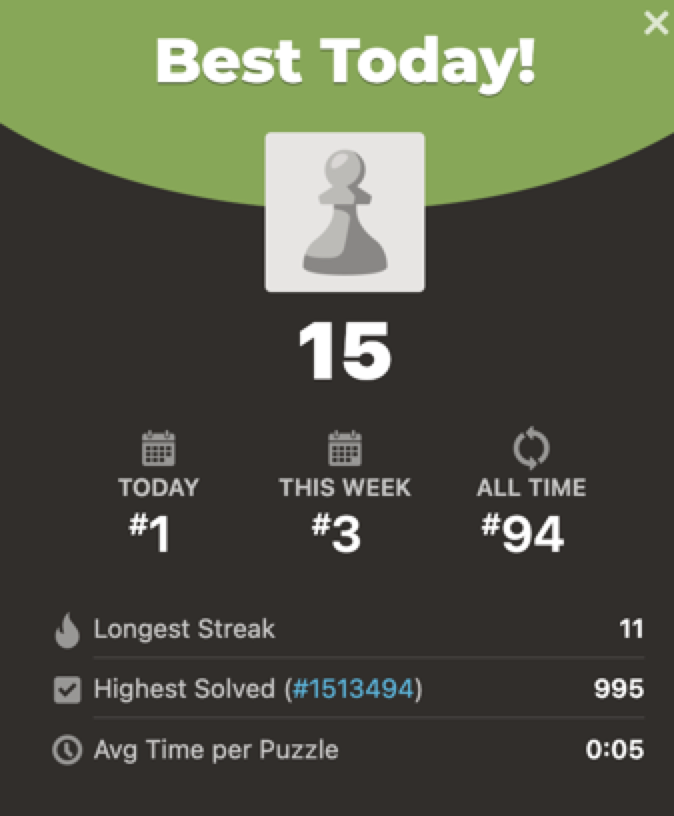 Best Today!
15
TODAY THIS WEEK ALL TIME
#1 #3 #94
Longest Streak 11
Highest Solved (#1513494) 995
Avg Time per Puzzle 0:05